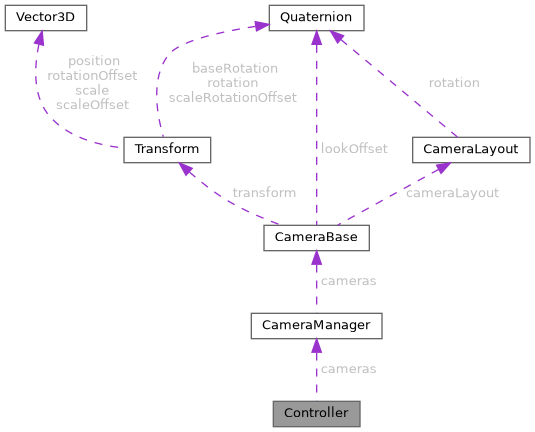 Vector3D
Quaternion
position
rotationOffset
scale
scaleOffset
baseRotation
rotation
scaleRotationOffset
rotation
Transform
lookOffset
CameraLayout
transform
cameraLayout
CameraBase
cameras
CameraManager
cameras
Controller